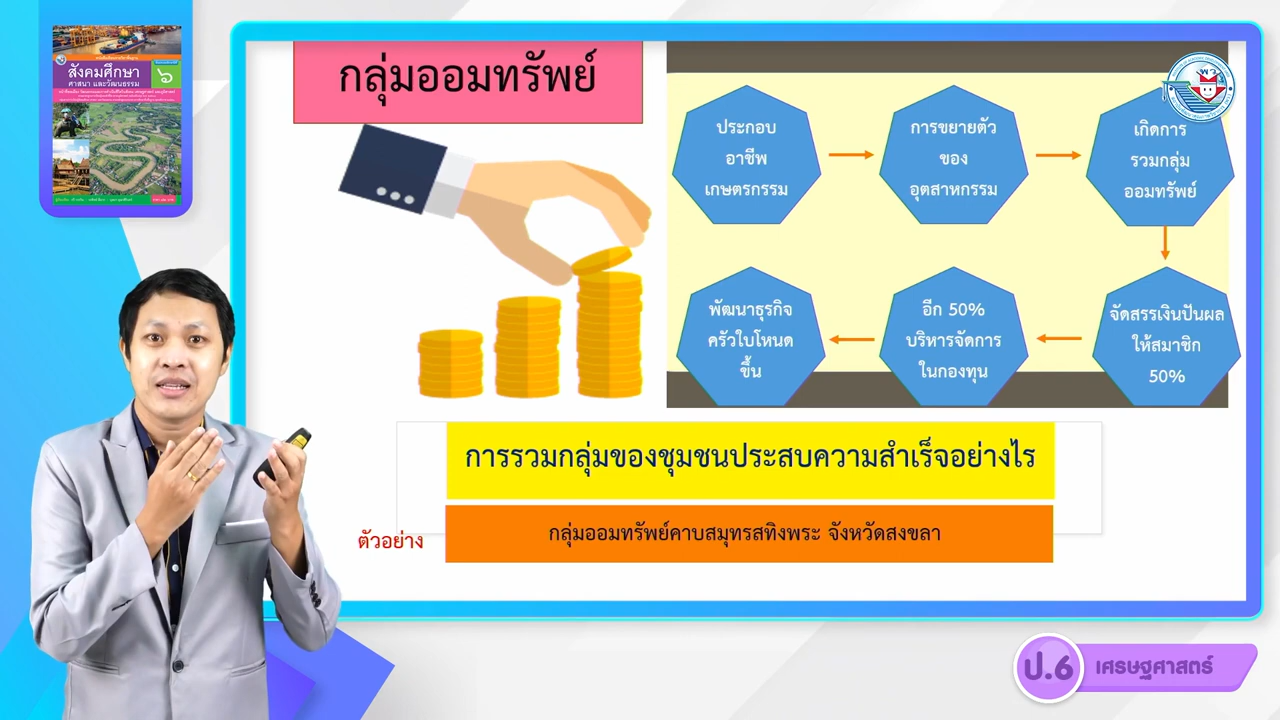 สังคมศึกษา
ศาสนา และวัฒนธรรม
๖
กลุ่มออมทรัพย์
ประกอบ
อาชีพ
เกษตรกรรม
การขยายตัว
ของ
อุตสาหกรรม
เกิดการ
รวมกลุ่ม
ออมทรัพย์
จัดสรรเงินปันผล
ให้สมาชิก
50%
อีก 50%
บริหารจัดการ
ในกองทุน
พัฒนาธุรกิจ
ครัวใบโหนด
ขึ้น
การรวมกลุ่มของชุมชนประสบความสำเร็จอย่างไร
ตัวอย่าง
กลุ่มออมทรัพย์คาบสมุทรสทิงพระ จังหวัดสงขลา
ป.6
เศรษฐศาสตร์